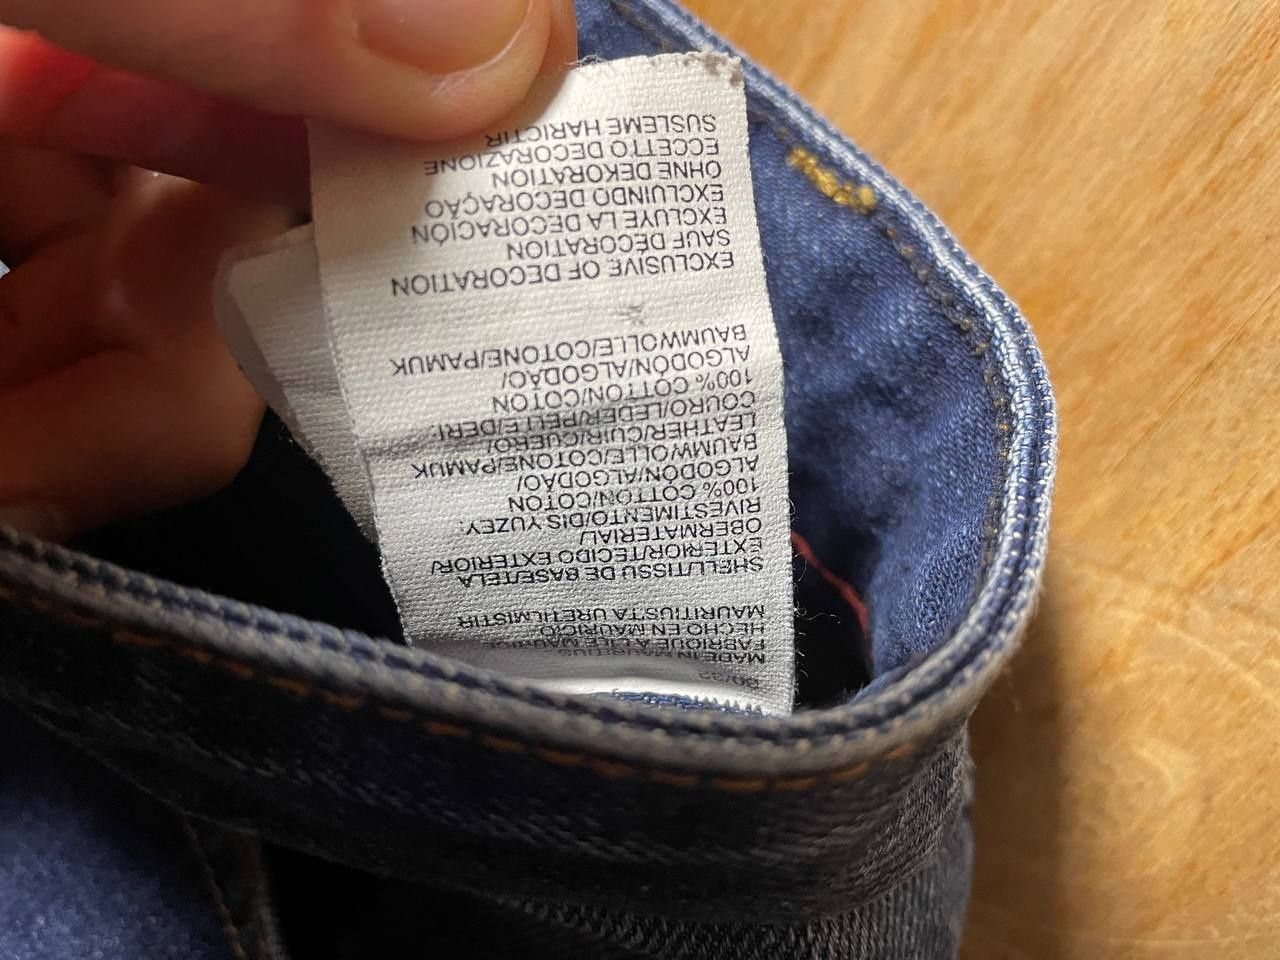 30/32
MADE IN MAURITIUS
FABRIQUÉ À L'ILE MAURICE
HECHO EN MAURICIO
MAURITIUS'TA URETILMISTIR
SHELL/TISSU DE BASE/TELA
EXTERIOR/TECIDO EXTERIOR/
OBERMATERIAL/
RIVESTIMENTO/DIS YUZEY:
100% COTTON/COTON
ALGODÓN/ALGODÃO/
BAUMWOLLE/COTONE/PAMUK
LEATHER/CUIR/CUERO/
COURO/LEDER/PELLE/DERI:
100% COTTON/COTON
ALGODÓN/ALGODÃO/
BAUMWOLLE/COTONE/PAMUK
EXCLUSIVE OF DECORATION
SAUF DÉCORATION
EXCLUYE LA DECORACIÓN
EXCLUINDO DECORAÇÃO
OHNE DEKORATION
ECCETTO DECORAZIONE
SUSLEME HARICTIR